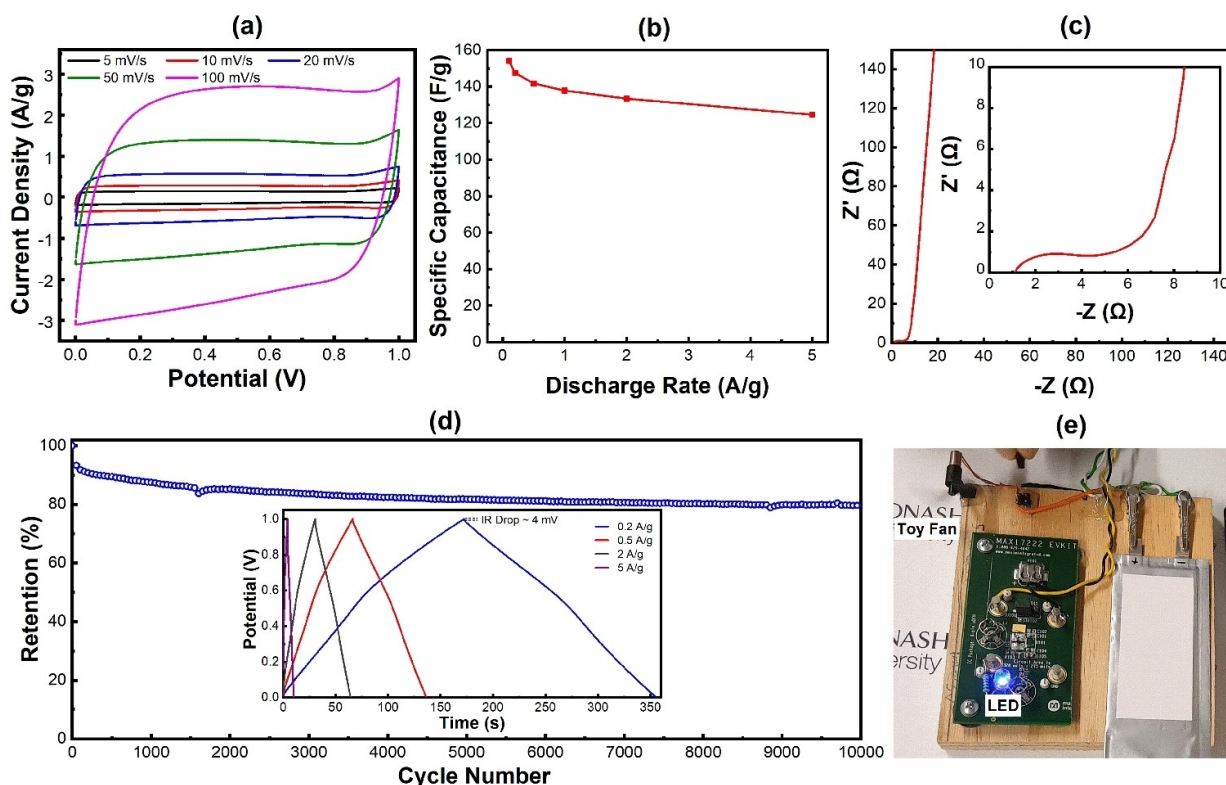 (a)
5 mV/s 10 mV/s 20 mV/s
50 mV/s 100 mV/s
Current Density (A/g)
3
2
1
0
-1
-2
-3
0.0 0.2 0.4 0.6 0.8 1.0
Potential (V)
(b)
Specific Capacitance (F/g)
160
140
120
100
80
60
40
20
0
0 1 2 3 4 5
Discharge Rate (A/g)
(c)
Z' (Ω)
140
120
100
80
60
40
20
0
0 20 40 60 80 100 120 140
-Z (Ω)
Z' (Ω)
10
8
6
4
2
0
0 2 4 6 8 10
-Z (Ω)
(d)
Retention (%)
100
80
60
40
20
0
0 1000 2000 3000 4000 5000 6000 7000 8000 9000 10000
Cycle Number
Potential (V)
1.0
0.8
0.6
0.4
0.2
0.0
0 50 100 150 200 250 300 350
Time (s)
IR Drop ~ 4 mV
0.2 A/g
0.5 A/g
2 A/g
5 A/g
(e)
ONASH
Toy Fan
MAX17222 EVKIT
ONASH
ersity
LED
+ −